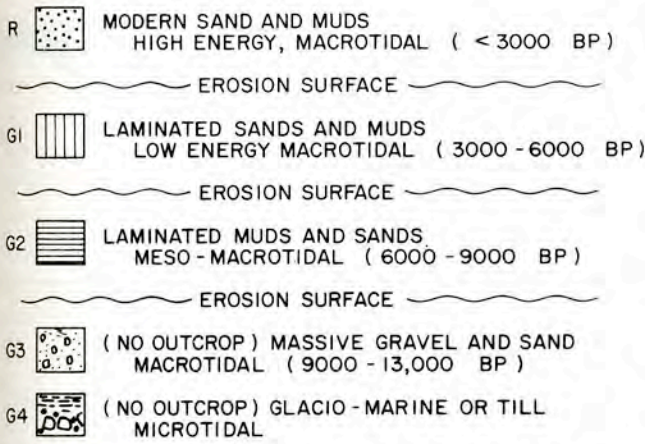 R MODERN SAND AND MUDS
HIGH ENERGY, MACROTIDAL ( < 3000 BP )
EROSION SURFACE
G1 LAMINATED SANDS AND MUDS
LOW ENERGY MACROTIDAL ( 3000 - 6000 BP )
EROSION SURFACE
G2 LAMINATED MUDS AND SANDS
MESO - MACROTIDAL ( 6000 - 9000 BP )
EROSION SURFACE
G3 ( NO OUTCROP ) MASSIVE GRAVEL AND SAND
MACROTIDAL ( 9000 - 13,000 BP )
G4 ( NO OUTCROP ) GLACIO - MARINE OR TILL
MICROTIDAL